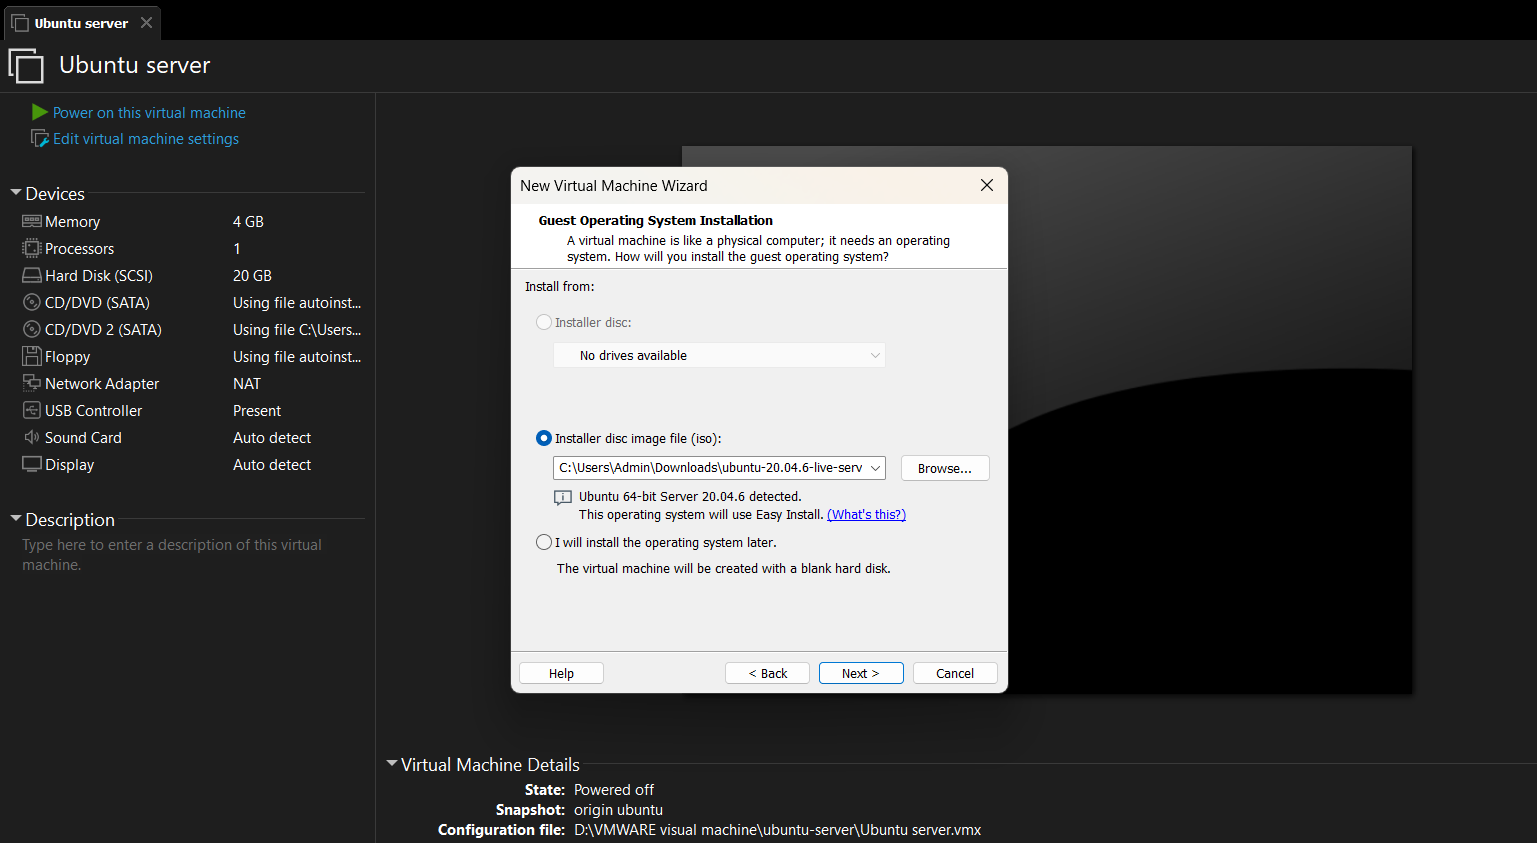 Ubuntu server
Ubuntu server
Power on this virtual machine
Edit virtual machine settings
Devices
Memory 4 GB
Processors 1
Hard Disk (SCSI) 20 GB
CD/DVD (SATA) Using file autoinst...
CD/DVD 2 (SATA) Using file C:\Users...
Floppy Using file autoinst...
Network Adapter NAT
USB Controller Present
Sound Card Auto detect
Display Auto detect
Description
Type here to enter a description of this virtual
machine.
New Virtual Machine Wizard
Guest Operating System Installation
A virtual machine is like a physical computer; it needs an operating
system. How will you install the guest operating system?
Install from:
Installer disc:
No drives available
Installer disc image file (iso):
C:\Users\Admin\Downloads\ubuntu-20.04.6-live-serv
Browse...
Ubuntu 64-bit Server 20.04.6 detected.
This operating system will use Easy Install. (What's this?)
I will install the operating system later.
The virtual machine will be created with a blank hard disk.
Help < Back Next > Cancel
Virtual Machine Details
State: Powered off
Snapshot: origin ubuntu
Configuration file: D:\VMWARE visual machine\ubuntu-server\Ubuntu server.vmx